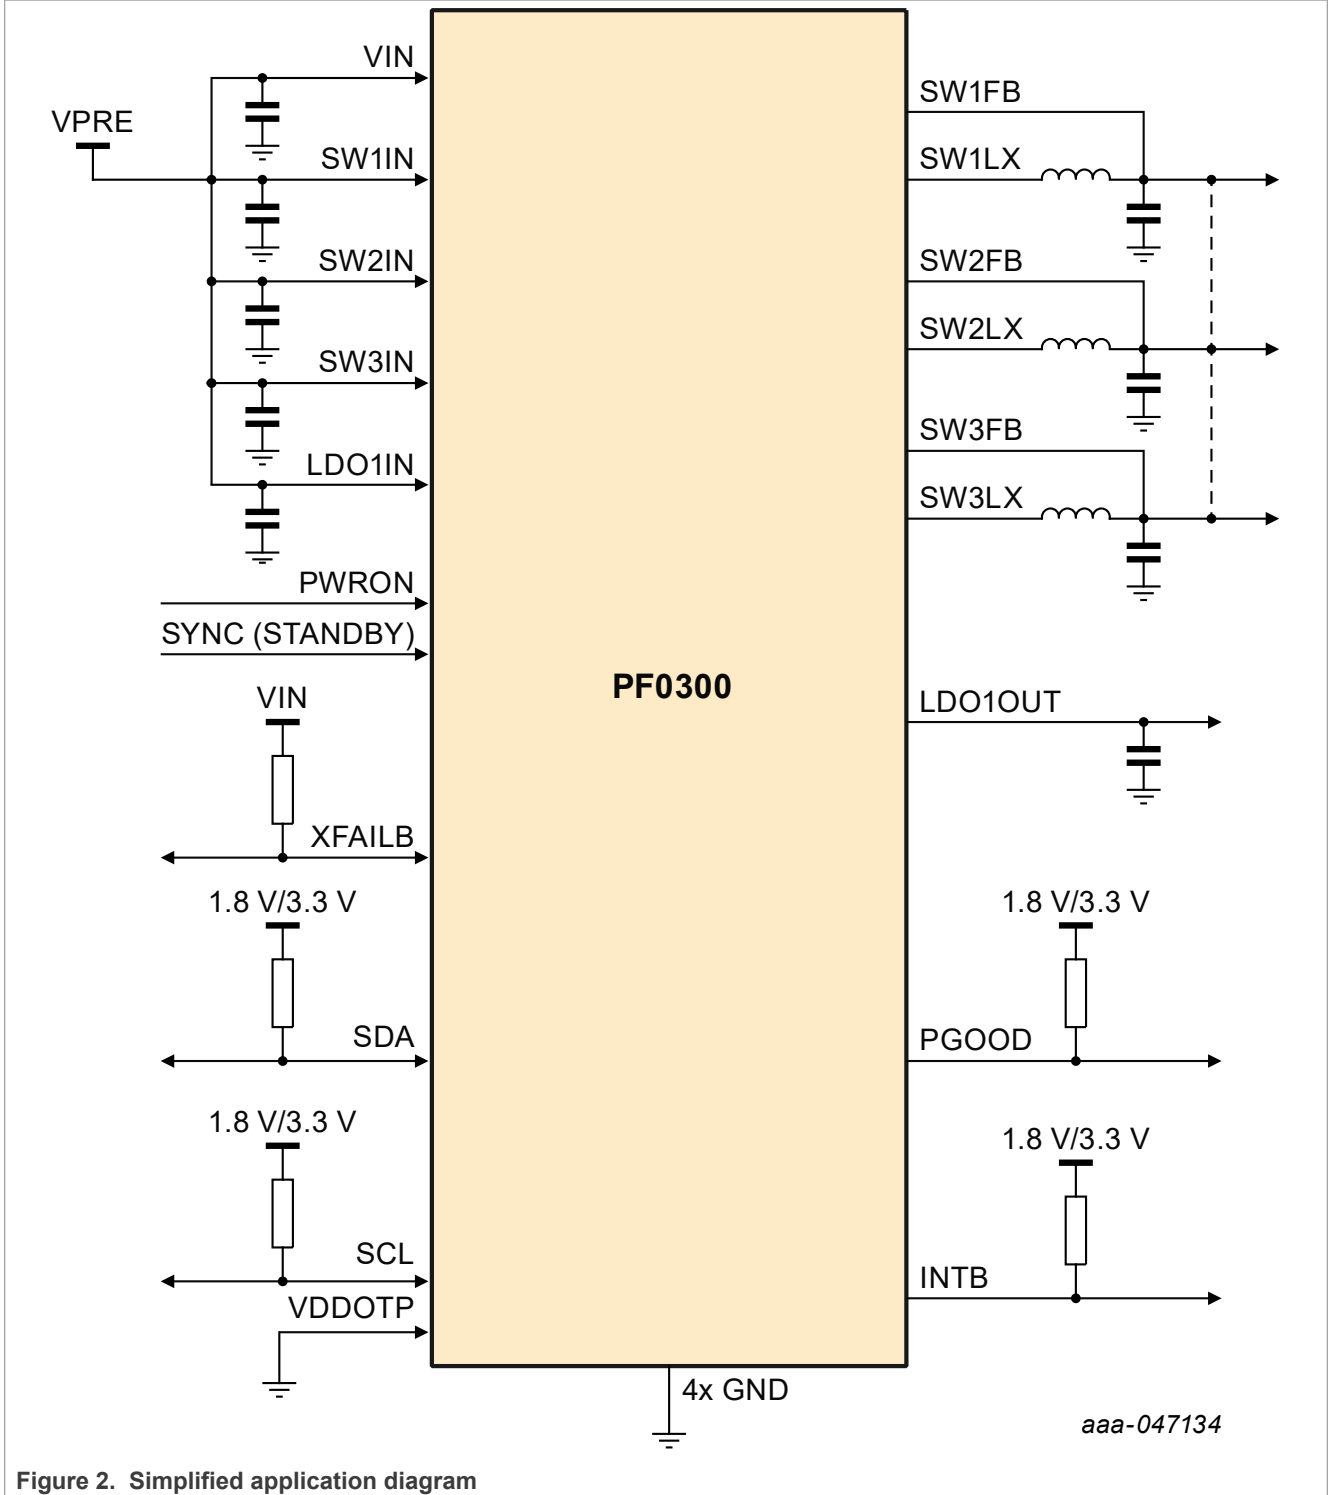 VIN
VPRE
SW1IN
SW2IN
SW3IN
LDO1IN
PWRON
SYNC (STANDBY)
VIN
XFAILB
1.8 V/3.3 V
SDA
1.8 V/3.3 V
SCL
VDDOTP
PF0300
4x GND
SW1FB
SW1LX
SW2FB
SW2LX
SW3FB
SW3LX
LDO1OUT
1.8 V/3.3 V
PGOOD
1.8 V/3.3 V
INTB
aaa-047134
Figure 2. Simplified application diagram